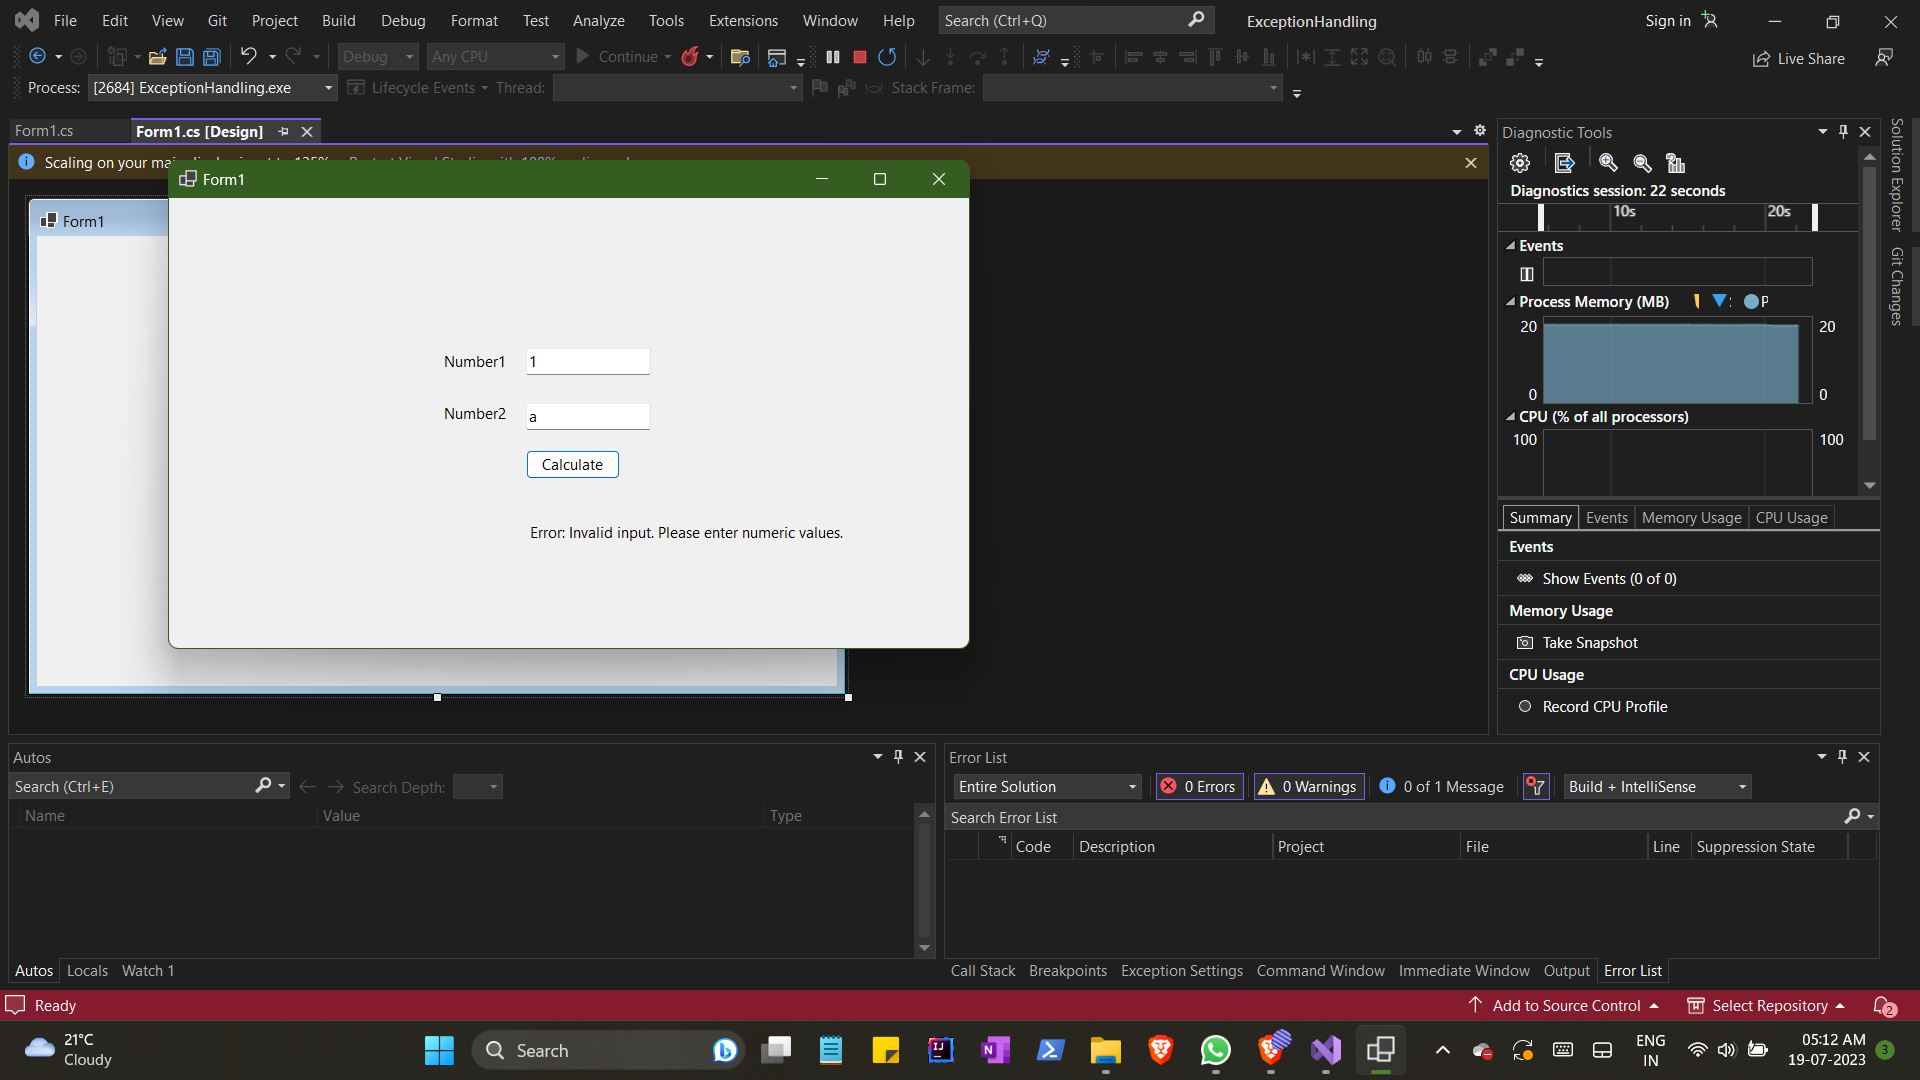 File Edit View Git Project Build Debug Format Test Analyze Tools Extensions Window Help Search (Ctrl+Q) ExceptionHandling Sign in
Debug Any CPU Continue Live Share
Process: [2684] ExceptionHandling.exe Lifecycle Events Thread: Stack Frame:
Form1.cs Form1.cs [Design]
Scaling on your
Form1
Form1
Number1 1
Number2 a
Calculate
Error: Invalid input. Please enter numeric values.
Diagnostic Tools
Diagnostics session: 22 seconds
10s 20s
Events
Process Memory (MB) P
20 20
0 0
CPU (% of all processors)
100 100
Summary Events Memory Usage CPU Usage
Events
Show Events (0 of 0)
Memory Usage
Take Snapshot
CPU Usage
Record CPU Profile
Solution Explorer
Git Changes
Autos
Search (Ctrl+E) Search Depth:
Name Value Type
Autos Locals Watch 1
Error List
Entire Solution 0 Errors 0 Warnings 0 of 1 Message Build + IntelliSense
Search Error List
Code Description Project File Line Suppression State
Call Stack Breakpoints Exception Settings Command Window Immediate Window Output Error List
Ready Add to Source Control Select Repository 2
21°C
Cloudy
Search
ENG
IN
05:12 AM
19-07-2023
3